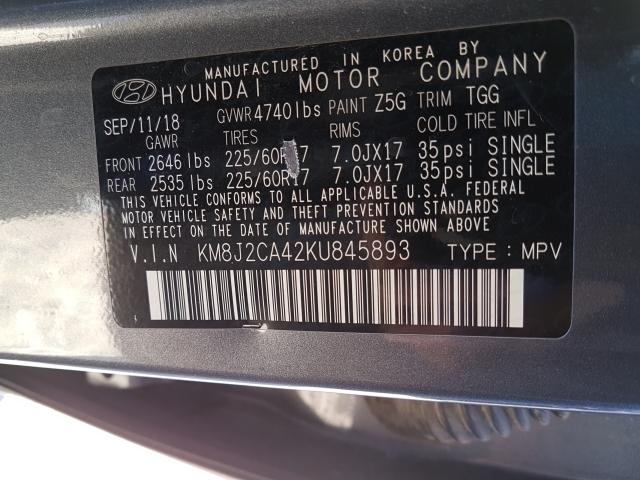 MANUFACTURED IN KOREA BY
HYUNDAI MOTOR COMPANY
SEP/11/18 GVWR 4740lbs PAINT Z5G TRIM TGG
GAWR TIRES RIMS COLD TIRE INFL
FRONT 2646 lbs 225/60R17 7.0JX17 35psi SINGLE
REAR 2535 lbs 225/60R17 7.0JX17 35psi SINGLE
THIS VEHICLE CONFORMS TO ALL APPLICABLE U.S.A. FEDERAL
MOTOR VEHICLE SAFETY AND THEFT PREVENTION STANDARDS
IN EFFECT ON THE DATE OF MANUFACTURE SHOWN ABOVE
V.I.N KM8J2CA42KU845893 TYPE : MPV